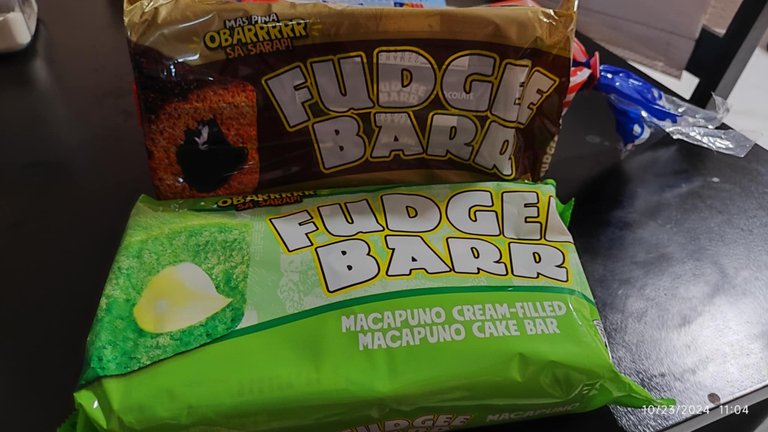 MAS PINA
OBARRRRR
SA SARAP!
FUDGEE
BARR
OBARRRRR
SA SARAP!
FUDGEE
BARR
MACAPUNO CREAM-FILLED
MACAPUNO CAKE BAR
FUDGEE
MACAPUNO
10/23/2024 11:04